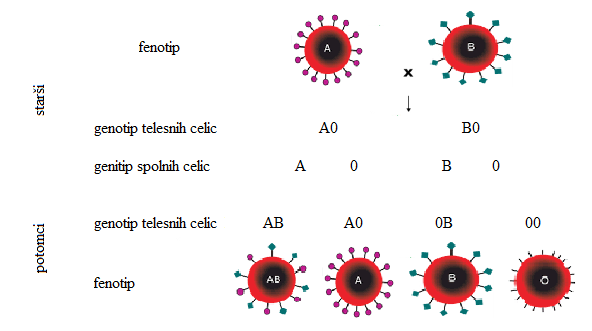 fenotip A B
starši x
genotip telesnih celic A0 B0
genitip spolnih celic A 0 B 0
potomci
genotip telesnih celic AB A0 0B 00
fenotip AB A B O